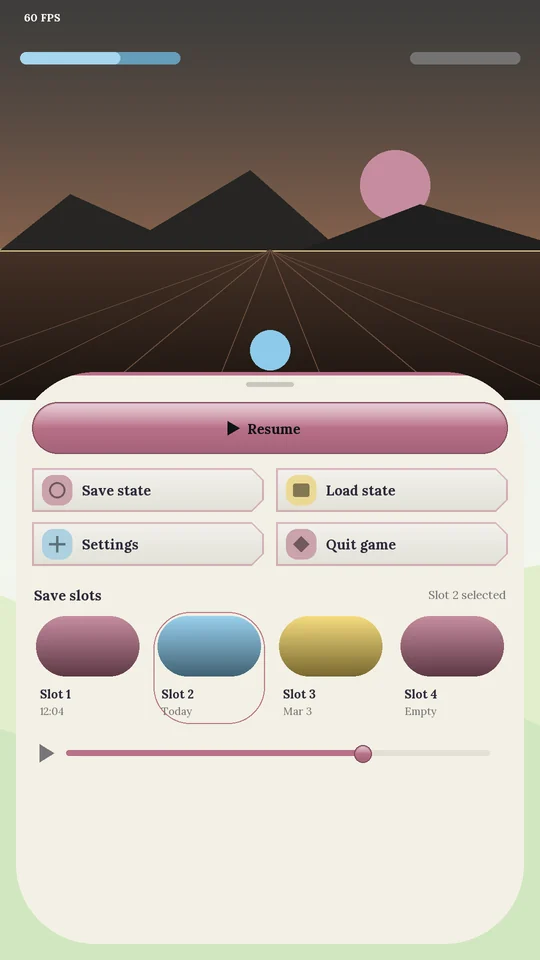 60 FPS
Resume
Save state
Load state
Settings
Quit game
Save slots
Slot 2 selected
Slot 1
12:04
Slot 2
Today
Slot 3
Mar 3
Slot 4
Empty